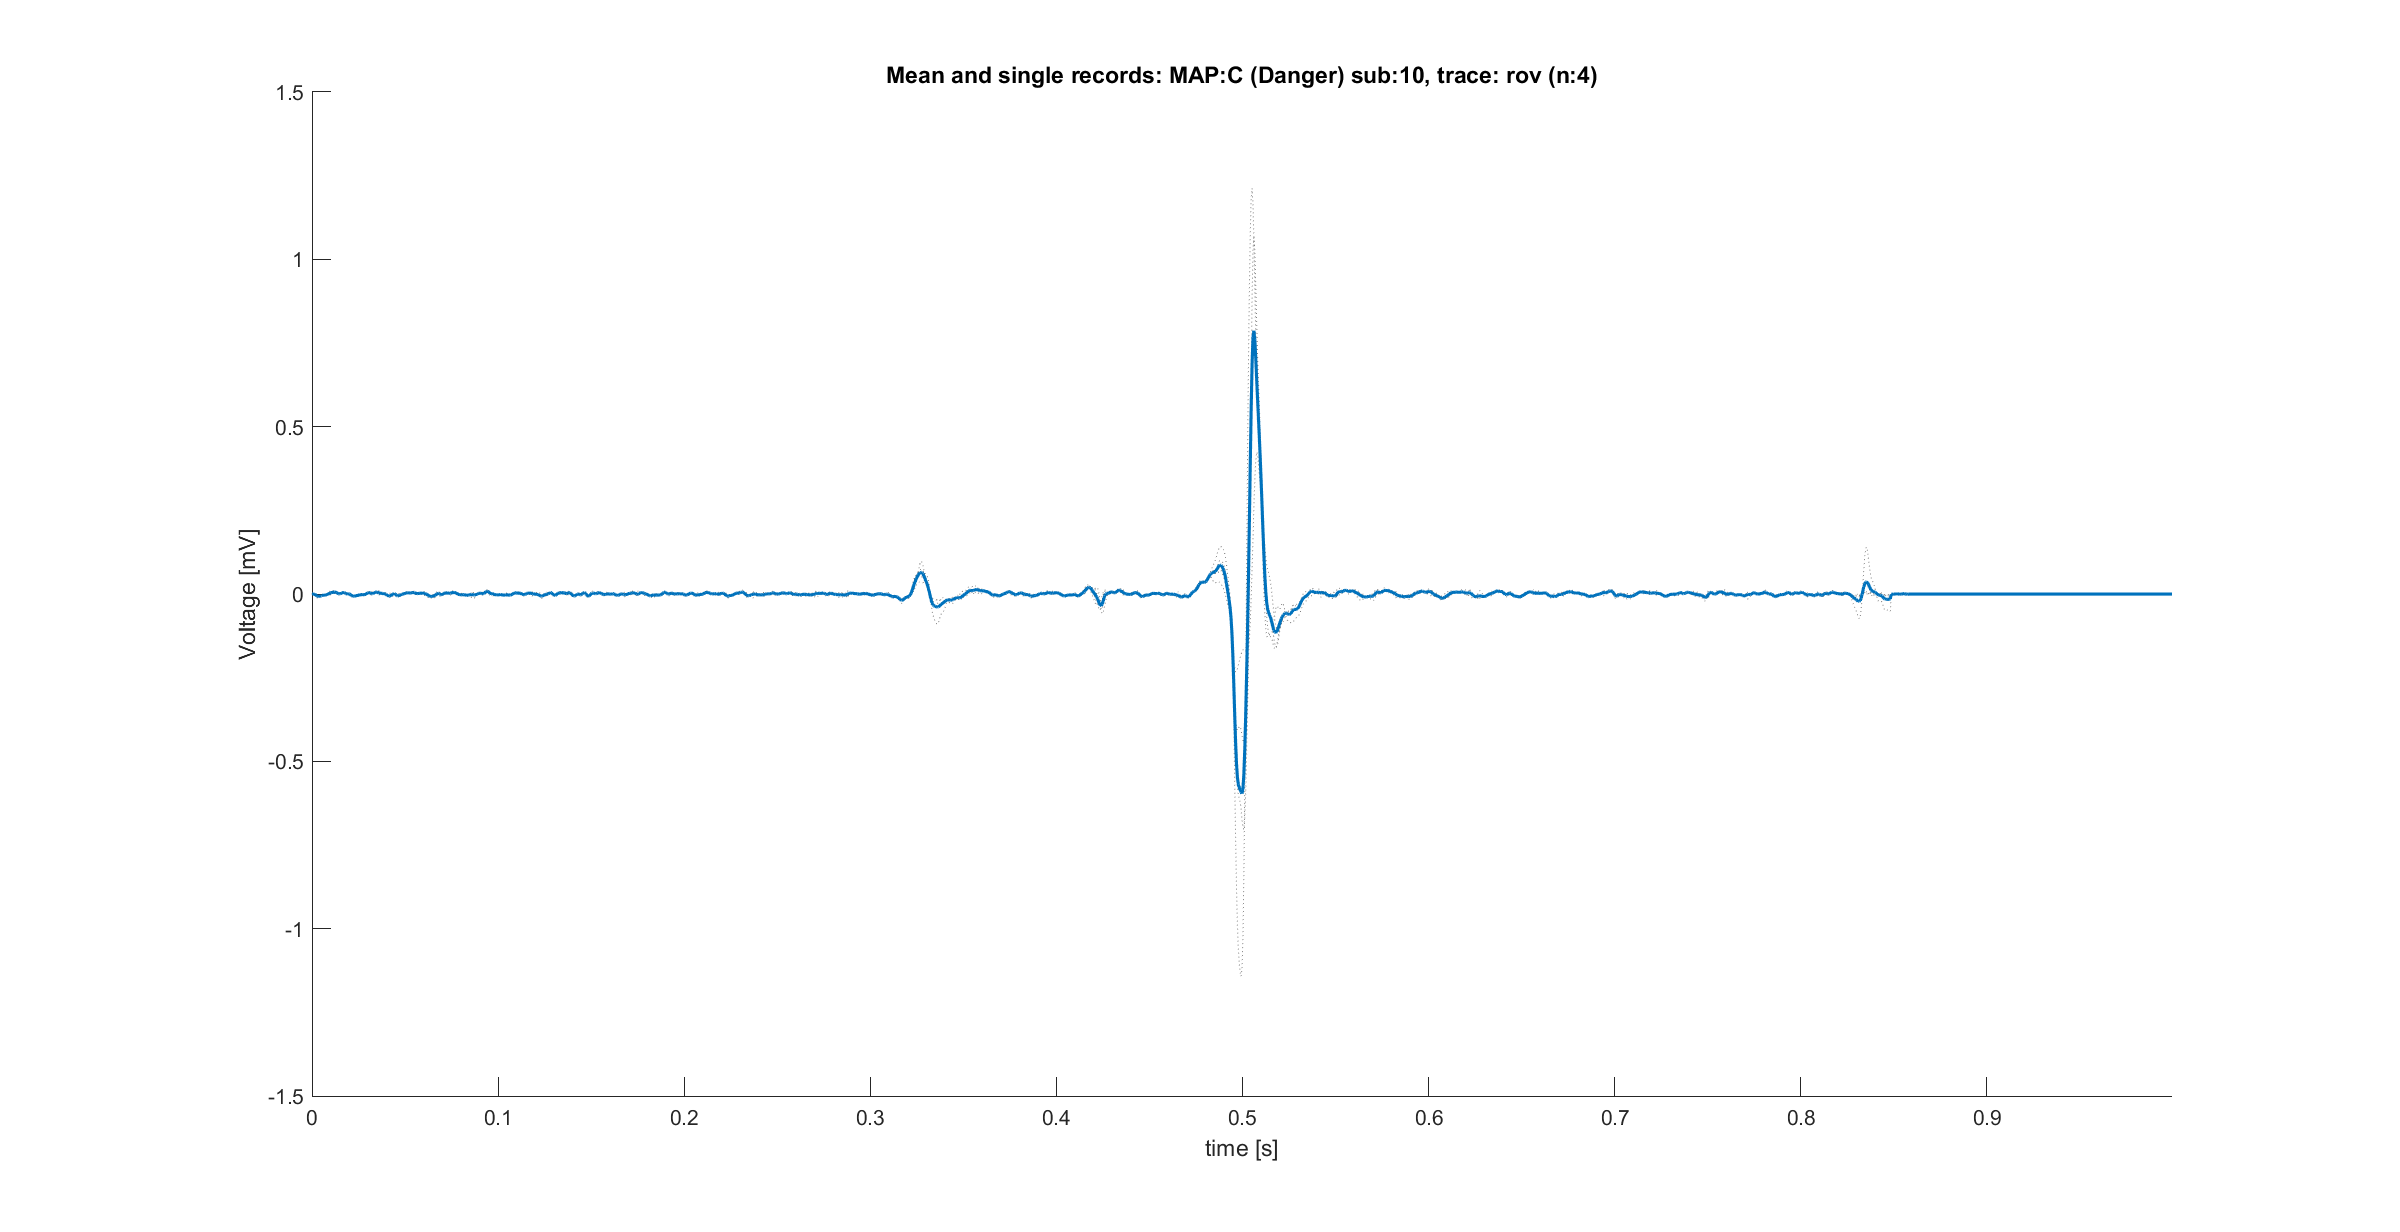 Mean and single records: MAP:C (Danger) sub:10, trace: rov (n:4)
1.5
1
0.5
0
-0.5
-1
-1.5
Voltage [mV]
0 0.1 0.2 0.3 0.4 0.5 0.6 0.7 0.8 0.9
time [s]